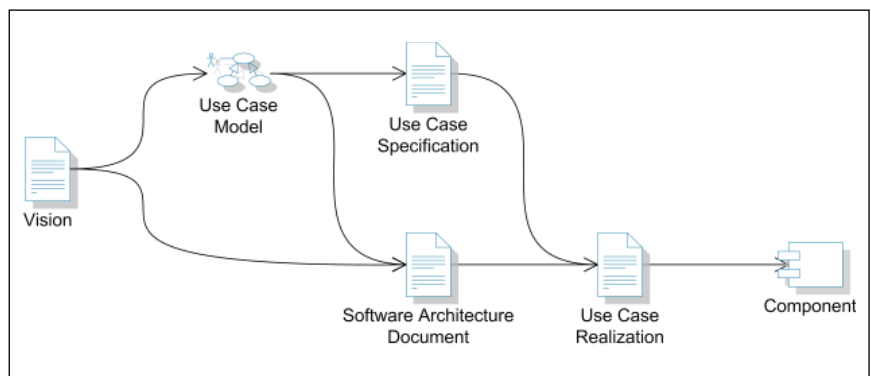 Use Case
Model
Use Case
Specification
Vision
Software Architecture
Document
Use Case
Realization
Component